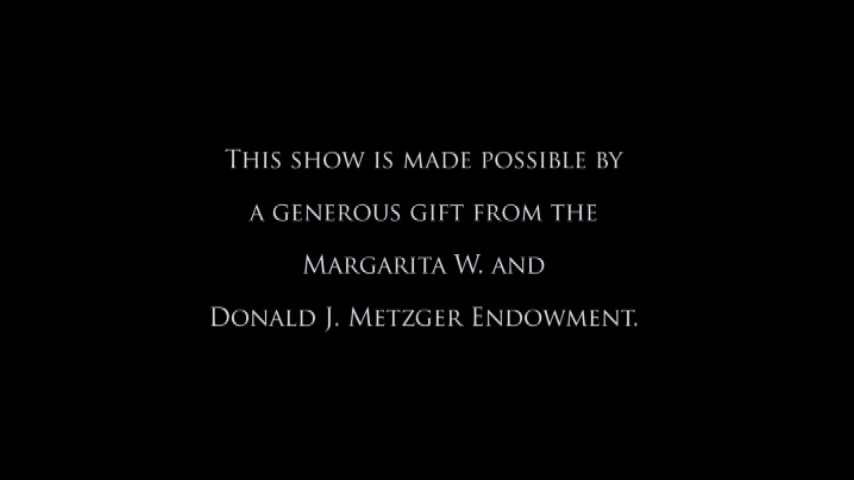 This show is made possible by
a generous gift from the
Margarita W. and
Donald J. Metzger Endowment.